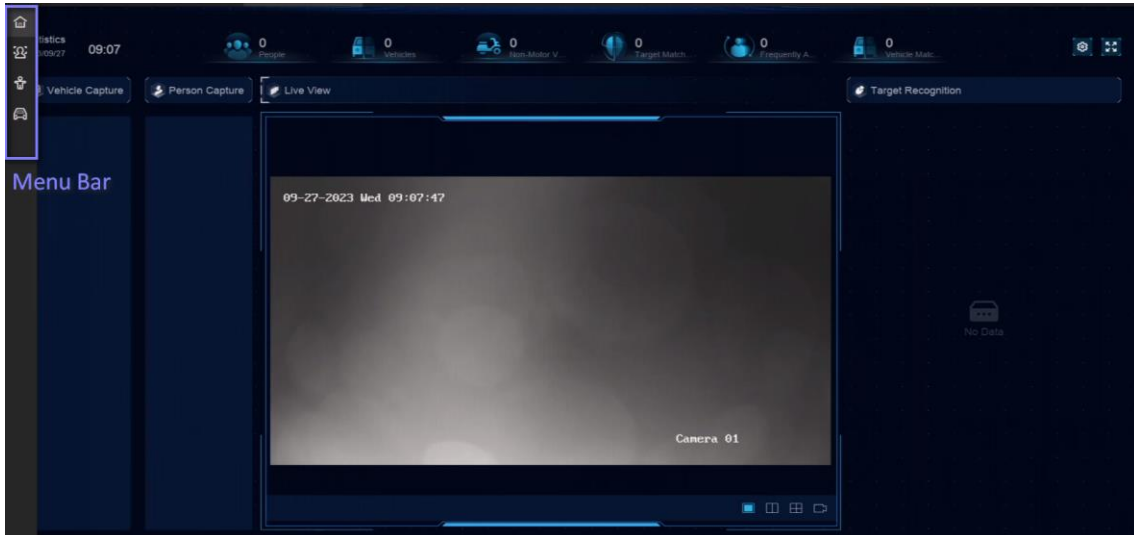 tistics
/09/27
09:07
0
People
0
Vehicles
0
Non-Motor V...
0
Target Match...
0
Frequently A...
0
Vehicle Matc...
Vehicle Capture
Person Capture
Live View
Target Recognition
Menu Bar
09-27-2023 Wed 09:07:47
No Data
Camera 01